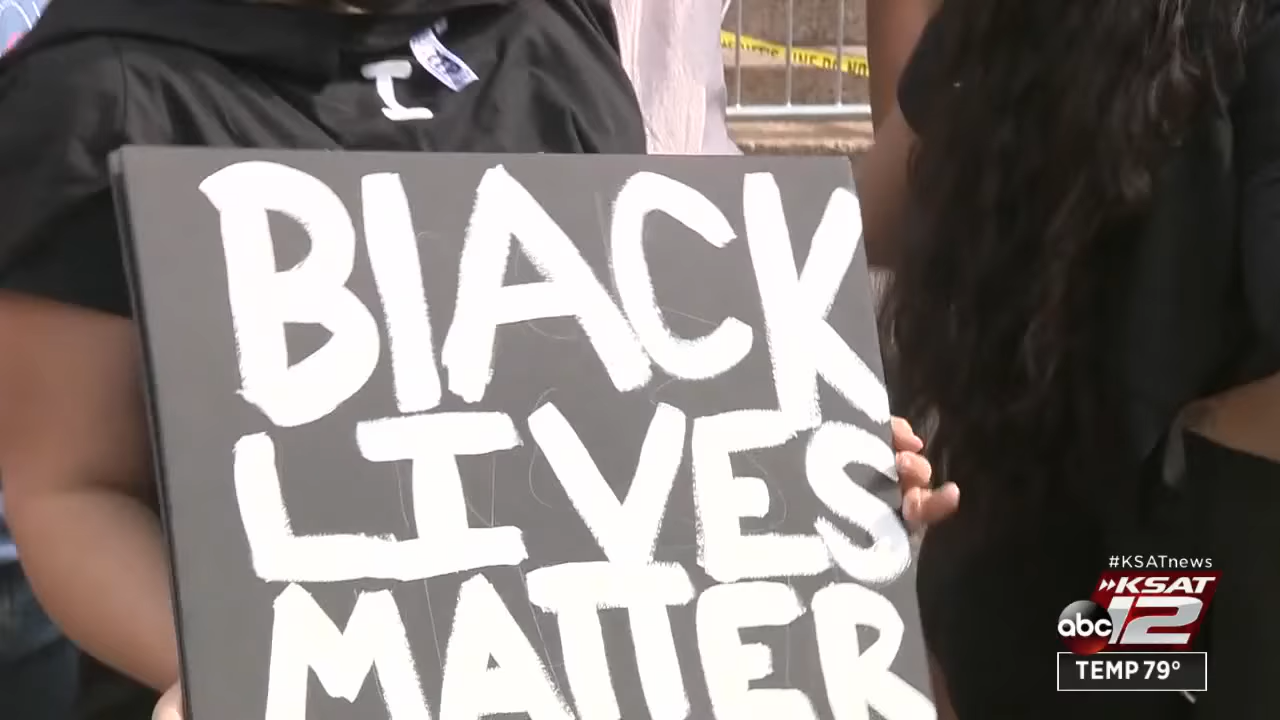 I
BLACK
LIVES
MATTER
#KSATnews
KSAT
abc 12
TEMP 79°